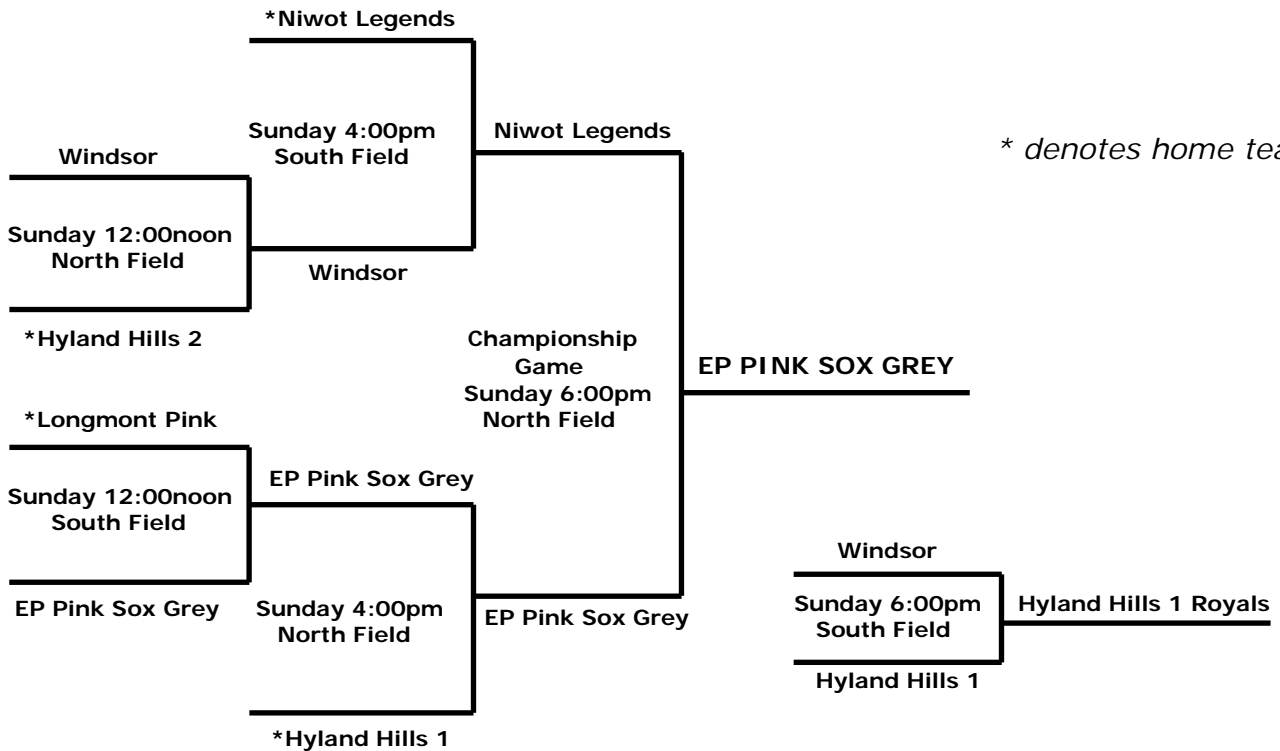 *Niwot Legends
Sunday 4:00pm
South Field
Niwot Legends
* denotes home tea
Windsor
Sunday 12:00noon
North Field
Windsor
*Hyland Hills 2
Championship
Game
Sunday 6:00pm
North Field
EP PINK SOX GREY
*Longmont Pink
Sunday 12:00noon
South Field
EP Pink Sox Grey
EP Pink Sox Grey
Sunday 4:00pm
North Field
EP Pink Sox Grey
*Hyland Hills 1
Windsor
Sunday 6:00pm
South Field
Hyland Hills 1 Royals
Hyland Hills 1